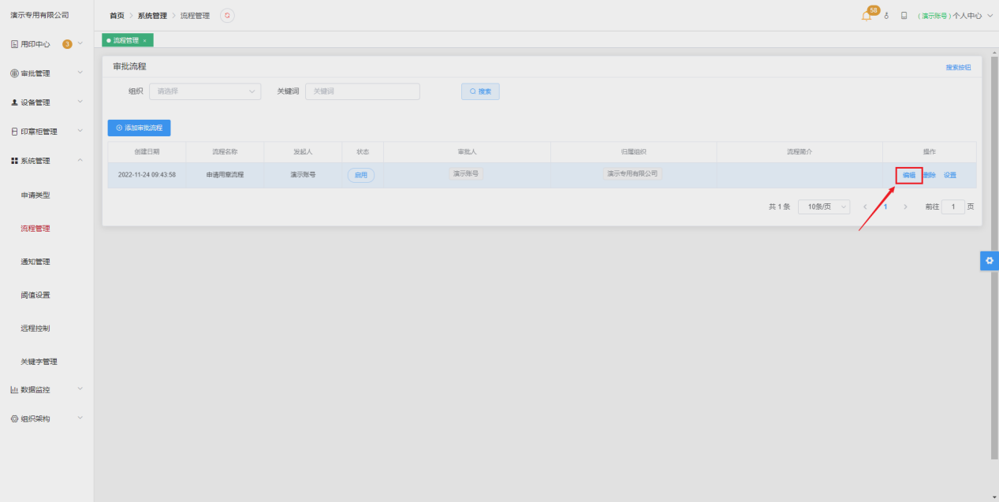 演示专用有限公司
首页 > 系统管理 > 流程管理
58
(演示账号) 个人中心
用印中心 3
审批管理
设备管理
印章柜管理
系统管理
申请类型
流程管理
通知管理
阈值设置
远程控制
关键字管理
数据监控
组织架构
流程管理 ×
审批流程
搜索按钮
组织 请选择 关键词 关键词 搜索
添加审批流程
创建日期 流程名称 发起人 状态 审批人 归属组织 流程简介 操作
2022-11-24 09:43:58 申请用章流程 演示账号 启用 演示账号 演示专用有限公司 编辑 删除 设置
共 1 条 10条/页 < 1 > 前往 1 页